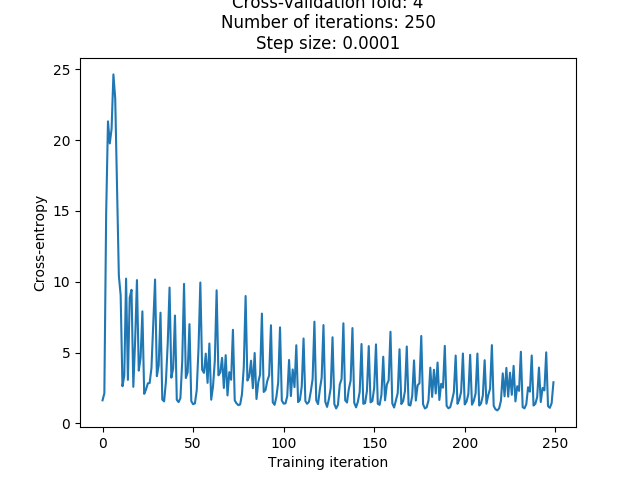 Cross-validation fold: 4
Number of iterations: 250
Step size: 0.0001
25
20
15
10
5
0
Cross-entropy
0
50
100
150
200
250
Training iteration